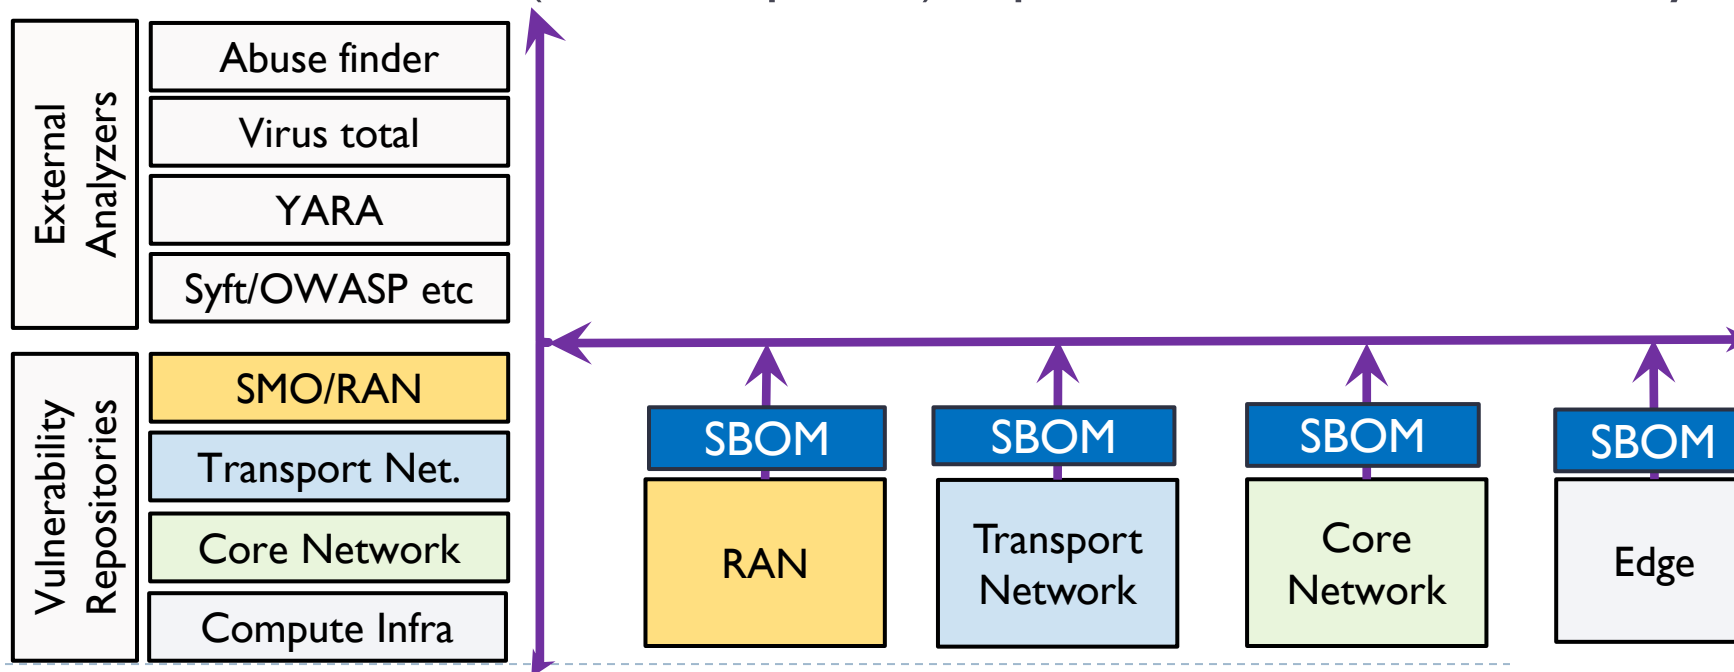 External
Analyzers
Abuse finder
Virus total
YARA
Syft/OWASP etc
Vulnerability
Repositories
SMO/RAN
Transport Net.
Core Network
Compute Infra
SBOM
SBOM
SBOM
SBOM
RAN
Transport
Network
Core
Network
Edge